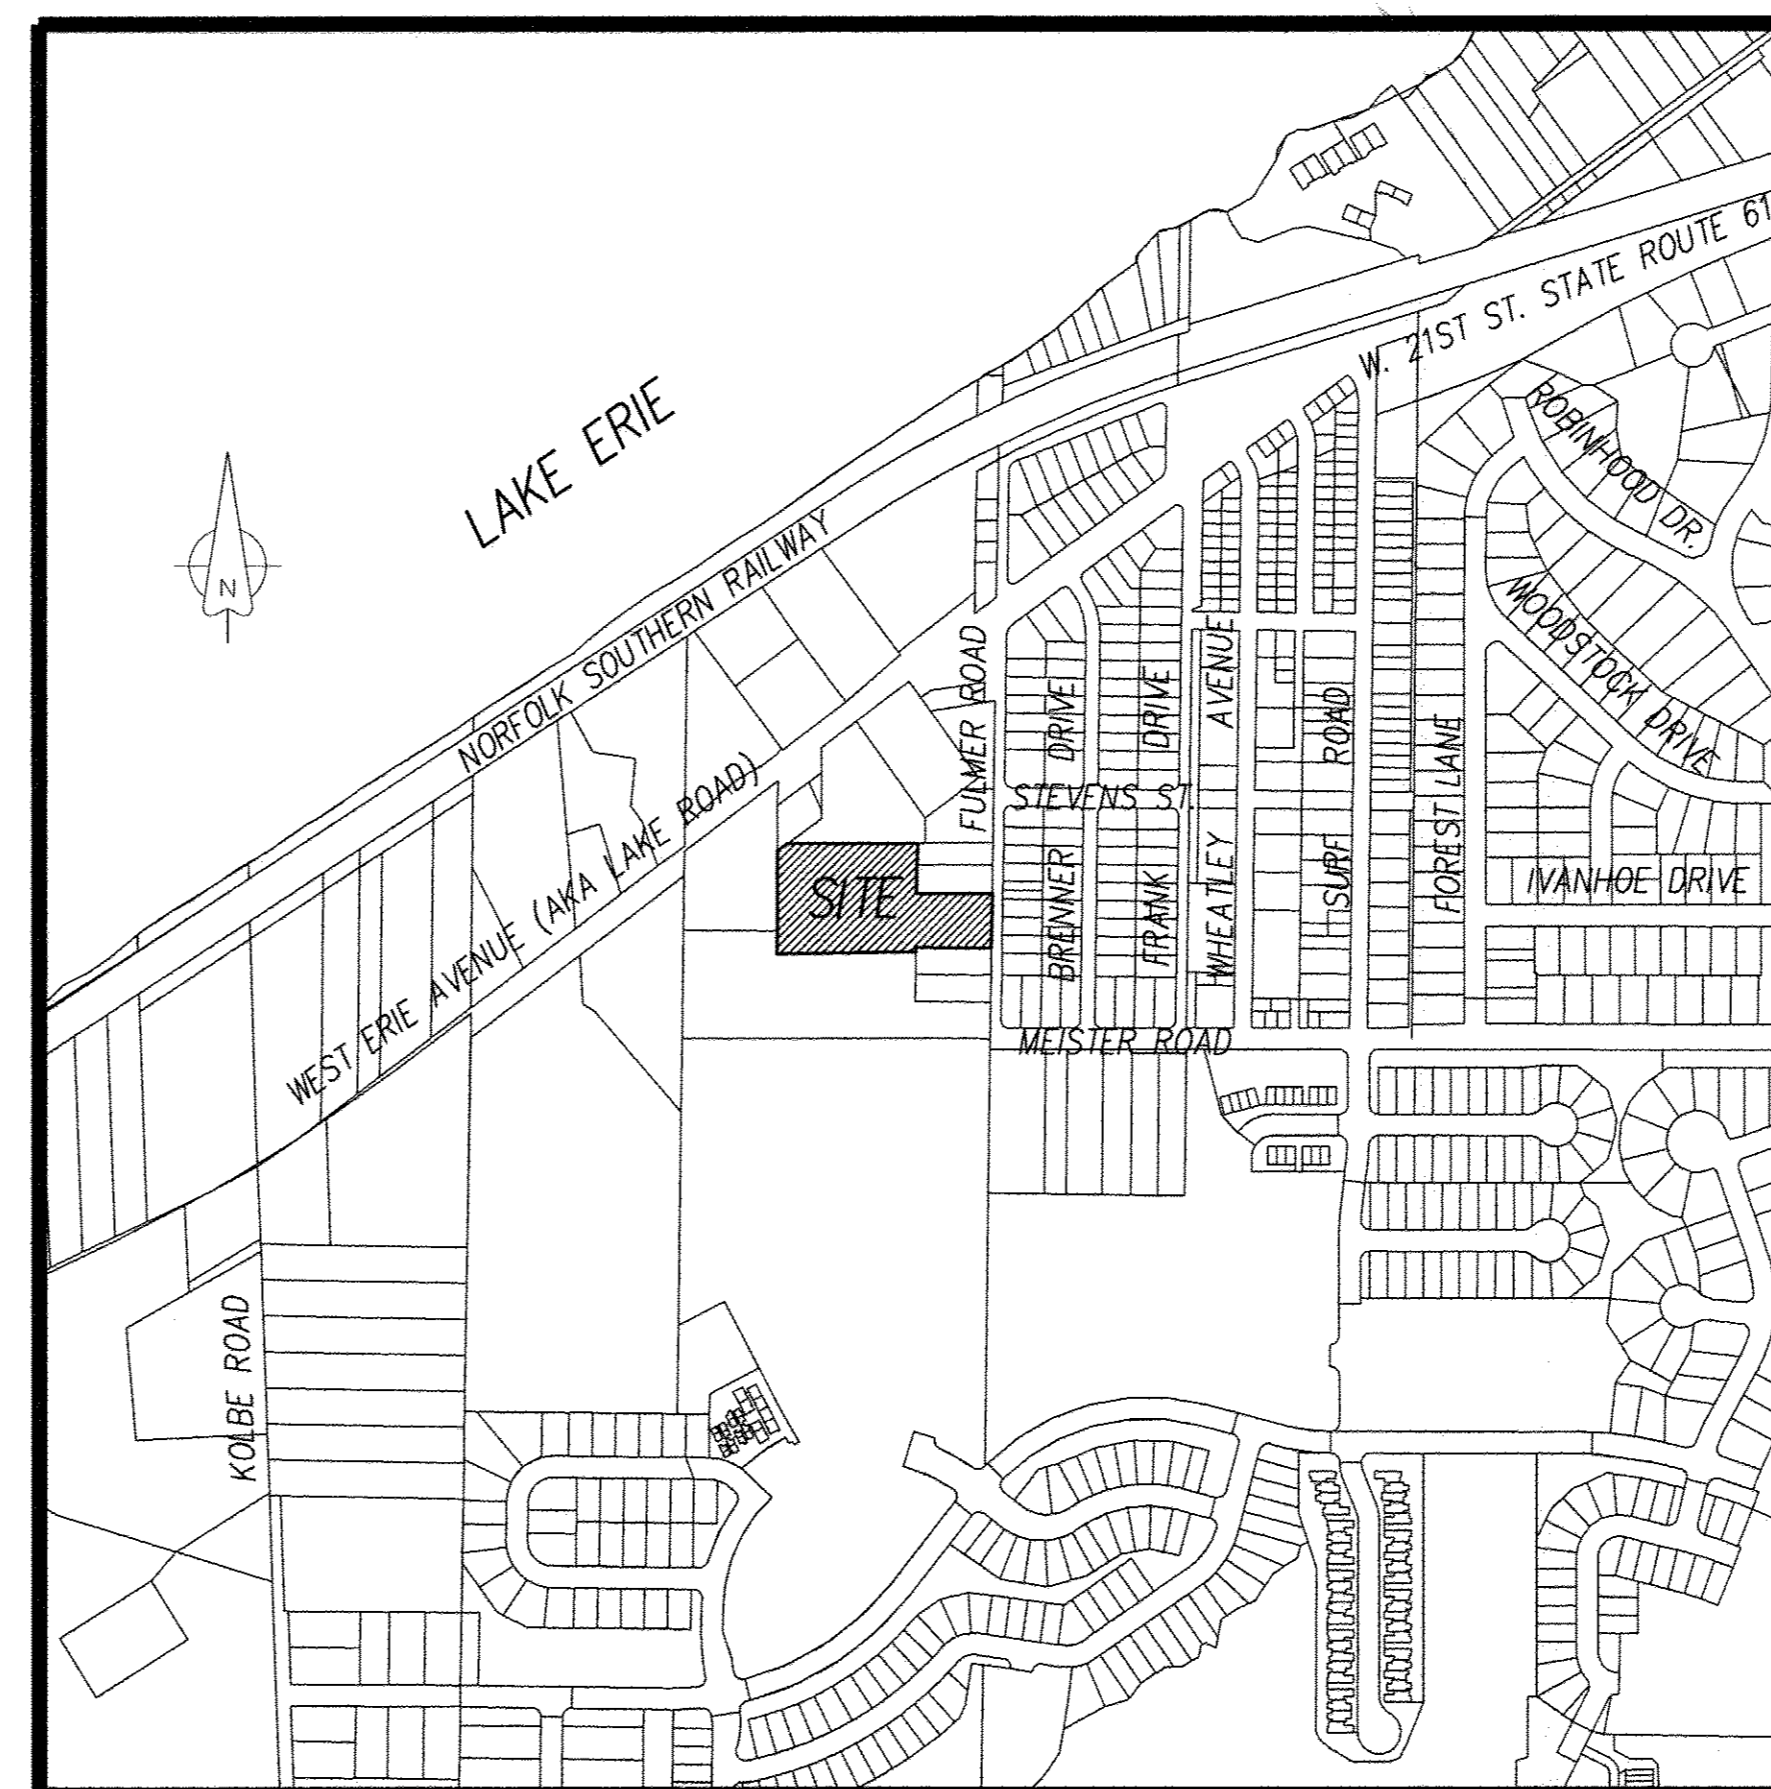 W. 21ST ST. STATE ROUTE 61
LAKE ERIE
ROBINHOOD DR.
N
NORFOLK SOUTHERN RAILWAY
WOODSTOCK DRIVE
FULMER ROAD
BRENNER DRIVE
FRANK DRIVE
WHEATLEY AVENUE
SURF ROAD
FOREST LANE
STEVENS ST.
WEST ERIE AVENUE (AKA LAKE ROAD)
SITE
IVANHOE DRIVE
MEISTER ROAD
KOLBE ROAD